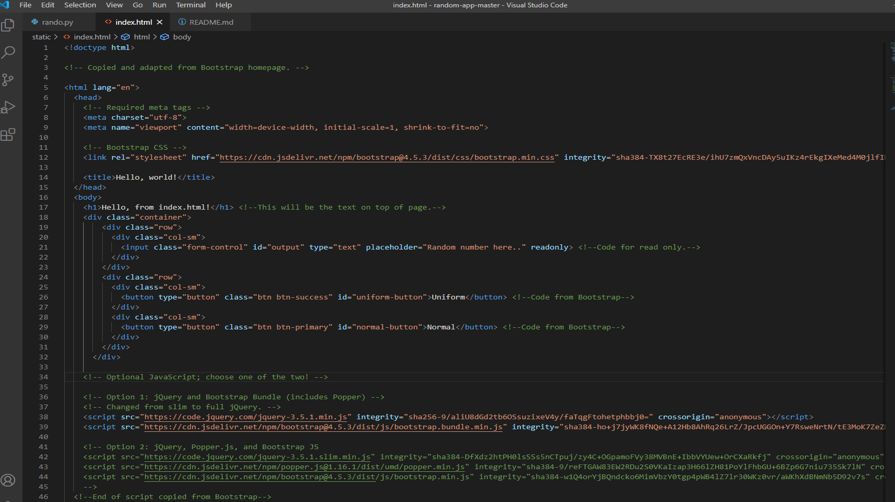 File Edit Selection View Go Run Terminal Help index.html - random-app-master - Visual Studio Code
rando.py index.html README.md
static > index.html > html > body
1 <!doctype html>
2
3 <!-- Copied and adapted from Bootstrap homepage. -->
4
5 <html lang="en">
6 <head>
7 <!-- Required meta tags -->
8 <meta charset="utf-8">
9 <meta name="viewport" content="width=device-width, initial-scale=1, shrink-to-fit=no">
10
11 <!-- Bootstrap CSS -->
12 <link rel="stylesheet" href="https://cdn.jsdelivr.net/npm/bootstrap@4.5.3/dist/css/bootstrap.min.css" integrity="sha384-TX8t27EcRE3e/ihU7zmQxVncDAy5uIKz4rEkgIXeMed4M0jlfI
13
14 <title>Hello, world!</title>
15 </head>
16 <body>
17 <h1>Hello, from index.html!</h1> <!--This will be the text on top of page.-->
18 <div class="container">
19 <div class="row">
20 <div class="col-sm">
21 <input class="form-control" id="output" type="text" placeholder="Random number here.." readonly> <!--Code for read only.-->
22 </div>
23 </div>
24 <div class="row">
25 <div class="col-sm">
26 <button type="button" class="btn btn-success" id="uniform-button">Uniform</button> <!--Code from Bootstrap-->
27 </div>
28 <div class="col-sm">
29 <button type="button" class="btn btn-primary" id="normal-button">Normal</button> <!--Code from Bootstrap-->
30 </div>
31 </div>
32 </div>
33
34 <!-- Optional JavaScript; choose one of the two! -->
35
36 <!-- Option 1: jQuery and Bootstrap Bundle (includes Popper) -->
37 <!-- Changed from slim to full jQuery. -->
38 <script src="https://code.jquery.com/jquery-3.5.1.min.js" integrity="sha256-9/aliU8dGd2tb6OSsuzixeV4y/faTqgFtohetphbbj0=" crossorigin="anonymous"></script>
39 <script src="https://cdn.jsdelivr.net/npm/bootstrap@4.5.3/dist/js/bootstrap.bundle.min.js" integrity="sha384-ho+j7jyWK8fNQe+A12Hb8AhRq26LrZ/JpcUGGOn+Y7RsweNrtN/tE3MoK7ZeZ
40
41 <!-- Option 2: jQuery, Popper.js, and Bootstrap JS
42 <script src="https://code.jquery.com/jquery-3.5.1.slim.min.js" integrity="sha384-DfXdz2htPH0lsSSs5nCTpuj/zy4C+OGpamoFVy38MVBnE+IbbVYUew+OrCXaRkfj" crossorigin="anonymous"
43 <script src="https://cdn.jsdelivr.net/npm/popper.js@1.16.1/dist/umd/popper.min.js" integrity="sha384-9/reFTGAW83EW2RDu2S0VKaIzap3H66lZH81PoYlFhbGU+6BZp6G7niu735Sk7lN" cro
44 <script src="https://cdn.jsdelivr.net/npm/bootstrap@4.5.3/dist/js/bootstrap.min.js" integrity="sha384-w1Q4orYjBQndcko6MimVbzY0tgp4pWB4lZ7lr30WKz0vr/aWKhXdBNmNb5D92v7s" cr
45 -->
46 <!--End of script copied from Bootstrap-->